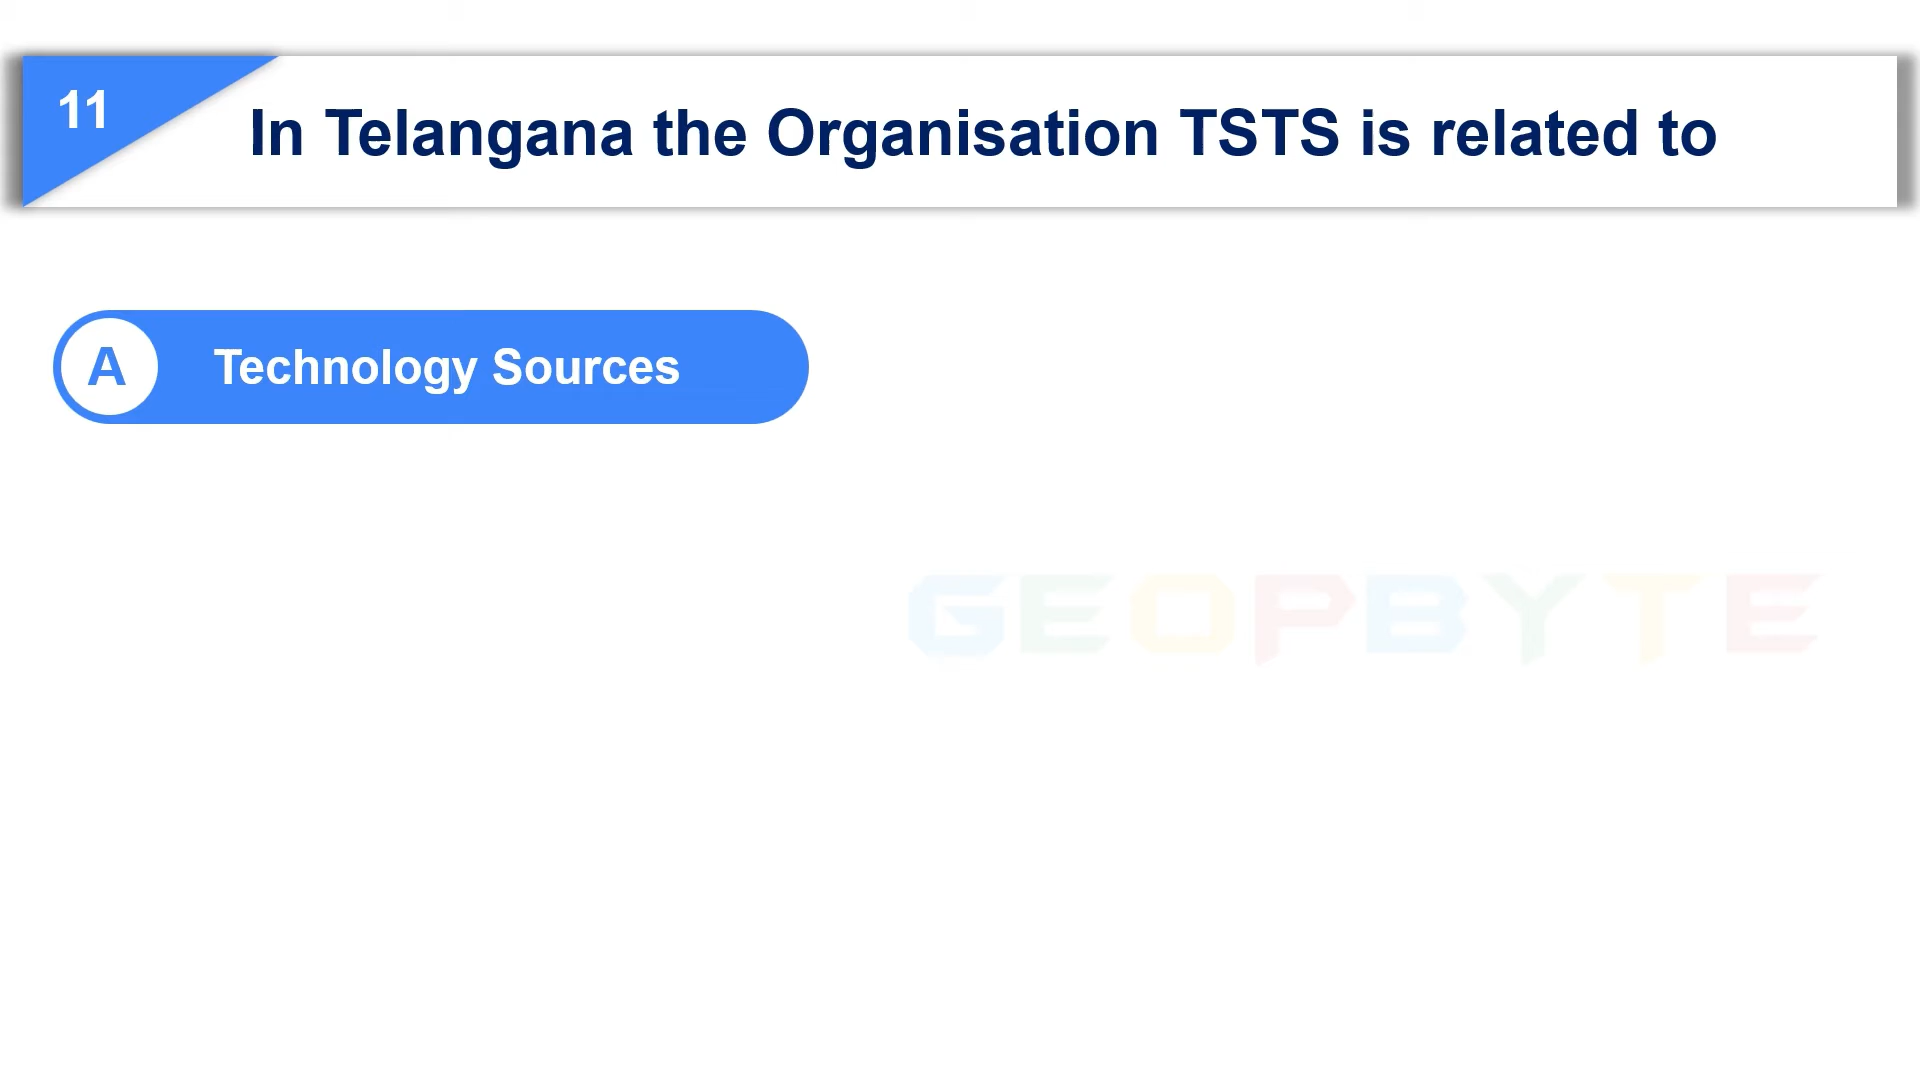 11
In Telangana the Organisation TSTS is related to
A
Technology Sources
GEOPBYTE